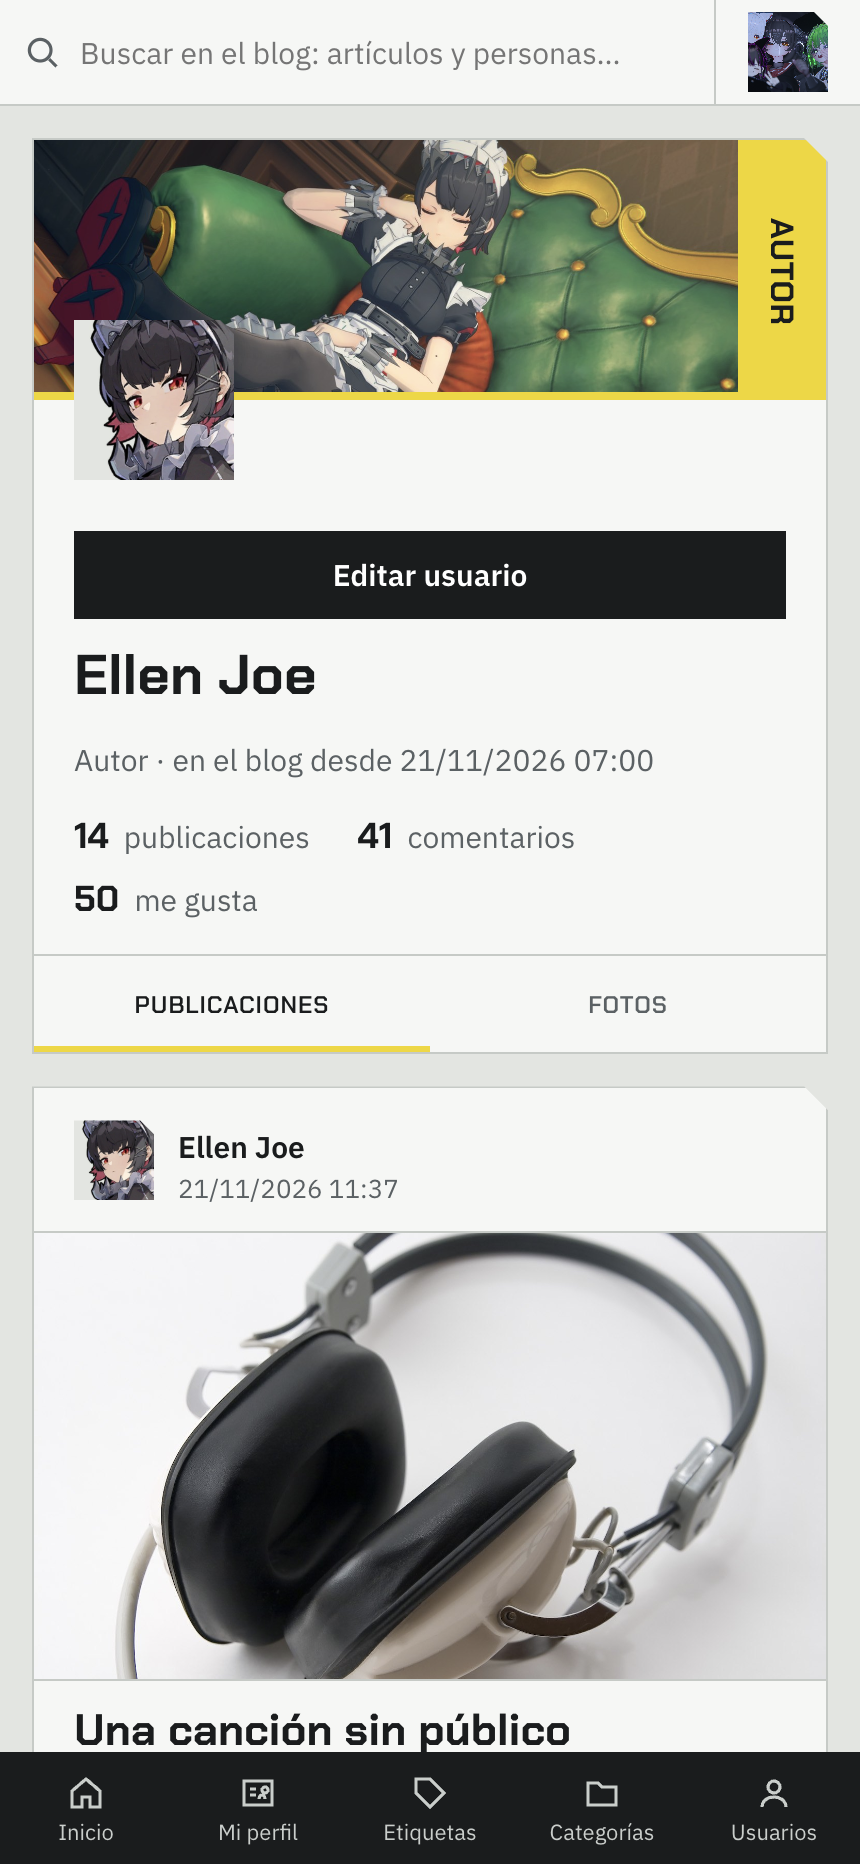 Buscar en el blog: artículos y personas...
AUTOR
Editar usuario
Ellen Joe
Autor · en el blog desde 21/11/2026 07:00
14 publicaciones 41 comentarios
50 me gusta
PUBLICACIONES FOTOS
Ellen Joe
21/11/2026 11:37
Una canción sin público
Inicio Mi perfil Etiquetas Categorías Usuarios